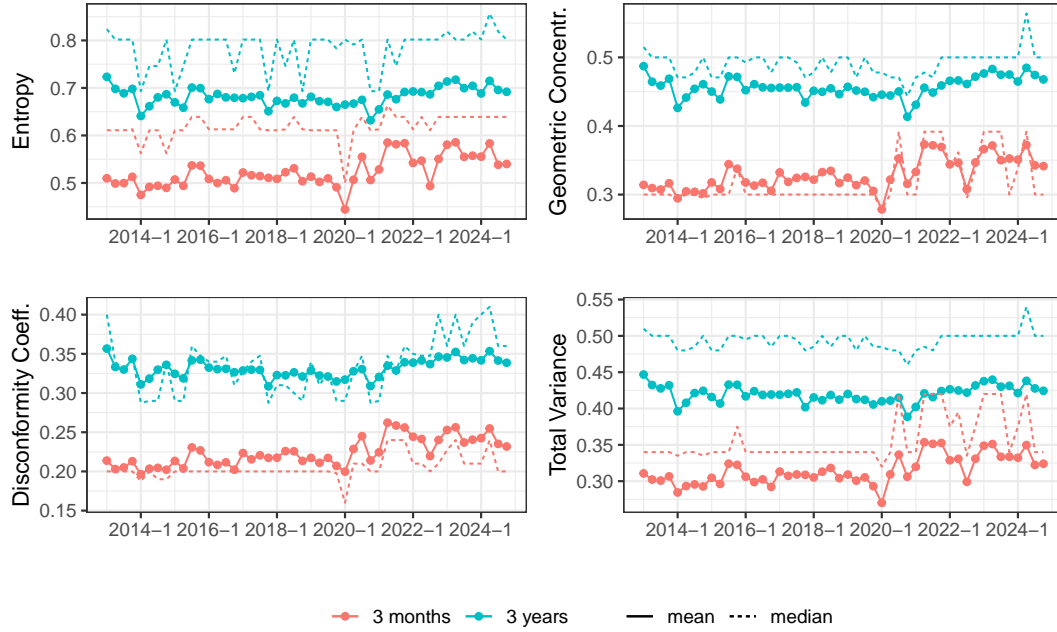 Entropy
0.8
0.7
0.6
0.5
2014−1 2016−1 2018−1 2020−1 2022−1 2024−1
Geometric Concentr.
0.5
0.4
0.3
2014−1 2016−1 2018−1 2020−1 2022−1 2024−1
Disconformity Coeff.
0.40
0.35
0.30
0.25
0.20
0.15
2014−1 2016−1 2018−1 2020−1 2022−1 2024−1
Total Variance
0.55
0.50
0.45
0.40
0.35
0.30
2014−1 2016−1 2018−1 2020−1 2022−1 2024−1
3 months 3 years mean median